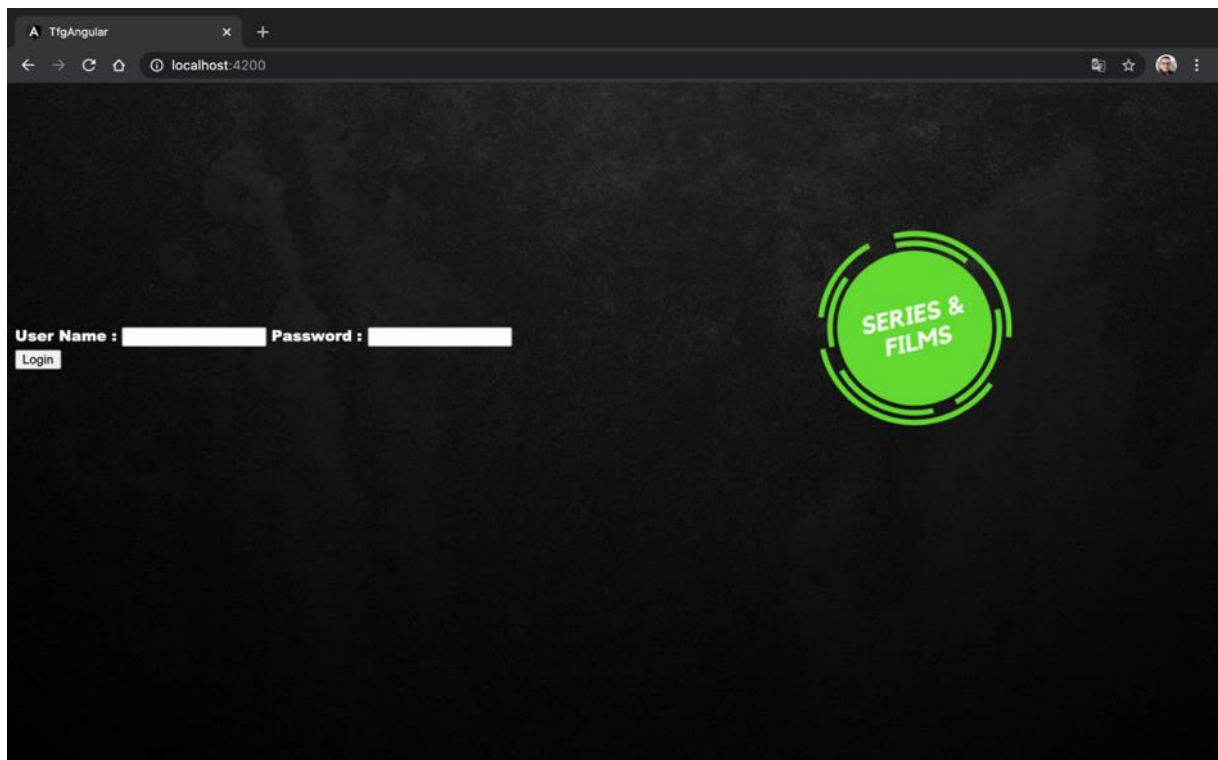 TfgAngular
localhost:4200
User Name : Password :
Login
SERIES &
FILMS